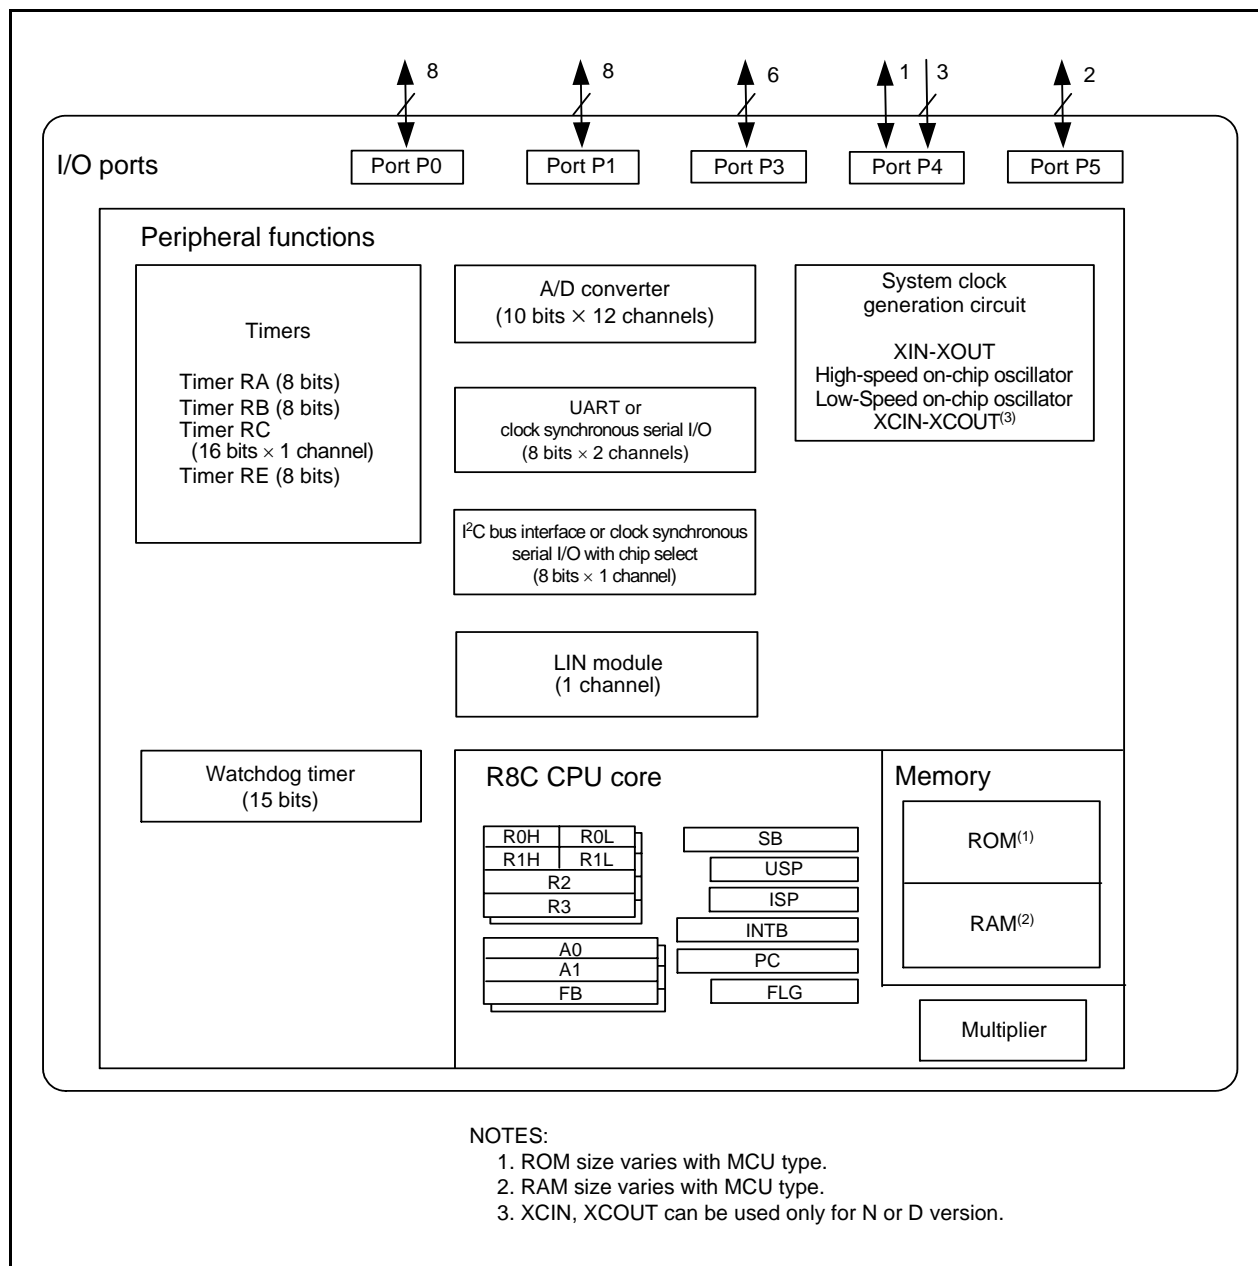 8
8
6
1
3
2
I/O ports
Port P0
Port P1
Port P3
Port P4
Port P5
Peripheral functions
Timers
Timer RA (8 bits)
Timer RB (8 bits)
Timer RC
(16 bits × 1 channel)
Timer RE (8 bits)
A/D converter
(10 bits × 12 channels)
System clock
generation circuit
XIN-XOUT
High-speed on-chip oscillator
Low-Speed on-chip oscillator
XCIN-XCOUT(3)
UART or
clock synchronous serial I/O
(8 bits × 2 channels)
I2C bus interface or clock synchronous
serial I/O with chip select
(8 bits × 1 channel)
LIN module
(1 channel)
Watchdog timer
(15 bits)
R8C CPU core
R0H
R0L
R1H
R1L
R2
R3
A0
A1
FB
SB
USP
ISP
INTB
PC
FLG
Memory
ROM(1)
RAM(2)
Multiplier
NOTES:
1. ROM size varies with MCU type.
2. RAM size varies with MCU type.
3. XCIN, XCOUT can be used only for N or D version.